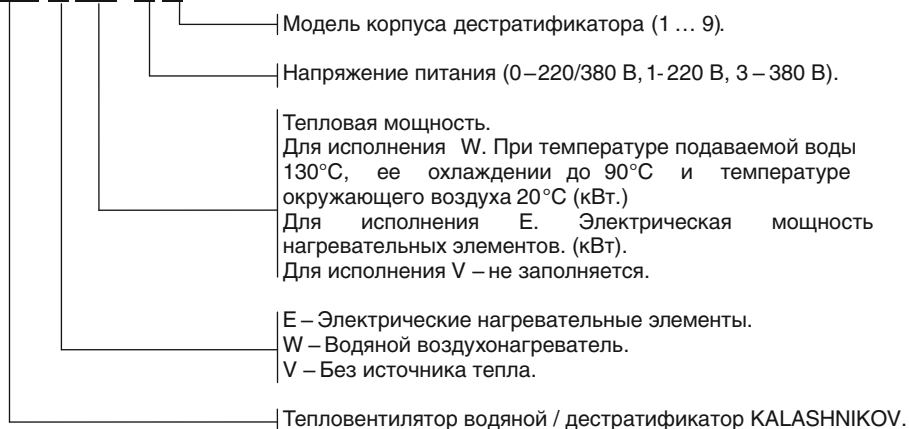 Модель корпуса дестратификатора (1 ... 9).
Напряжение питания (0–220/380 В, 1- 220 В, 3 – 380 В).
Тепловая мощность.
Для исполнения W. При температуре подаваемой воды
130°С, ее охлаждении до 90°С и температуре
окружающего воздуха 20°С (кВт.)
Для исполнения Е. Электрическая мощность
нагревательных элементов. (кВт).
Для исполнения V – не заполняется.
Е – Электрические нагревательные элементы.
W – Водяной воздухонагреватель.
V – Без источника тепла.
Тепловентилятор водяной / дестратификатор KALASHNIKOV.